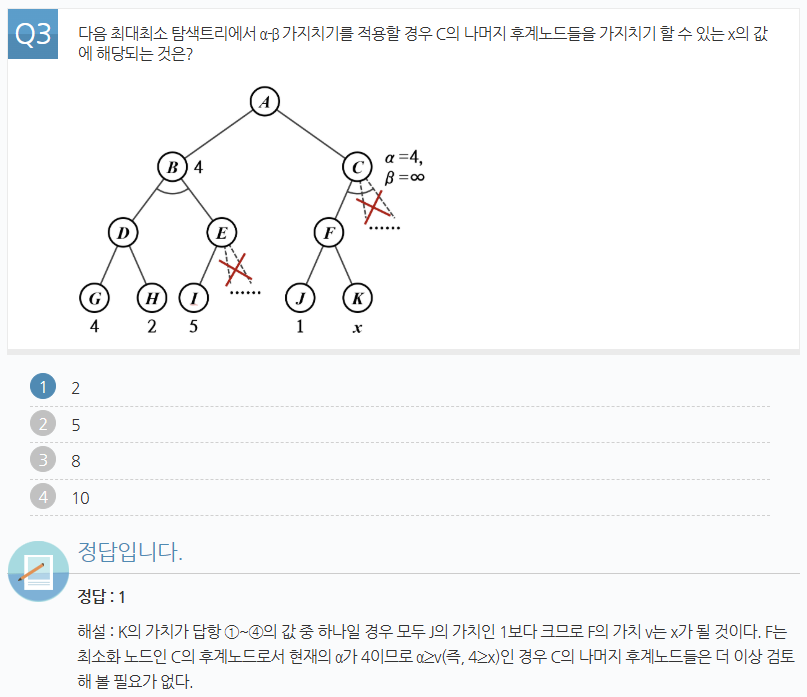 Q3
다음 최대최소 탐색트리에서 α-β 가지치기를 적용할 경우 C의 나머지 후계노드들을 가지치기 할 수 있는 x의 값
에 해당되는 것은?
A
B 4
C
α =4,
β =∞
......
D
E
F
......
G
H
I
J
K
4
2
5
1
x
1 2
2 5
3 8
4 10
정답입니다.
정답 : 1
해설 : K의 가치가 답항 ①~④의 값 중 하나일 경우 모두 J의 가치인 1보다 크므로 F의 가치 v는 x가 될 것이다. F는
최소화 노드인 C의 후계노드로서 현재의 α가 4이므로 α≥v(즉, 4≥x)인 경우 C의 나머지 후계노드들은 더 이상 검토
해 볼 필요가 없다.